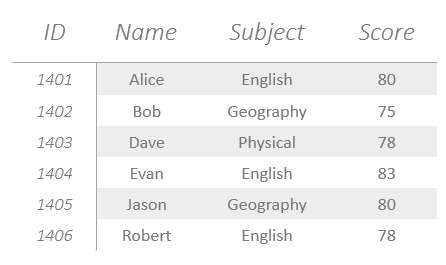 ID Name Subject Score
1401 Alice English 80
1402 Bob Geography 75
1403 Dave Physical 78
1404 Evan English 83
1405 Jason Geography 80
1406 Robert English 78